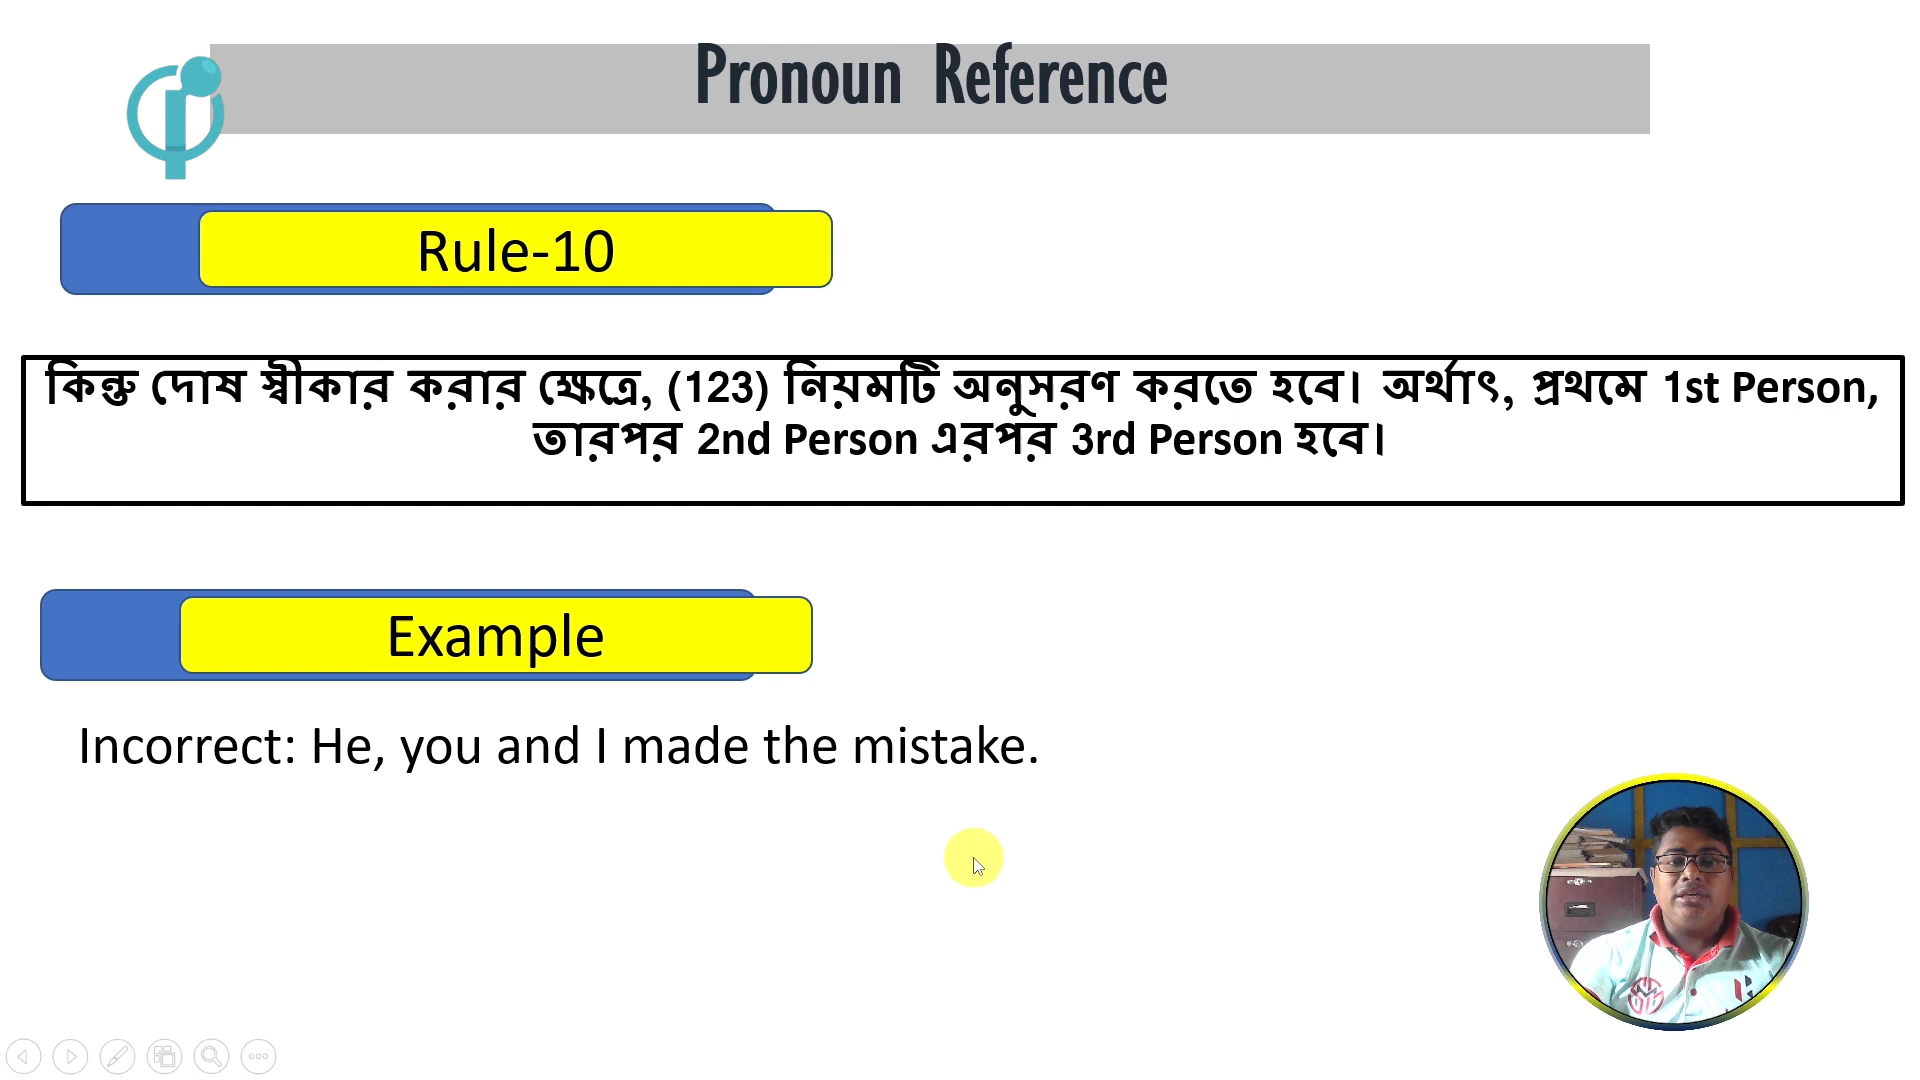 Pronoun Reference
Rule-10
কিন্তু দোষ স্বীকার করার ক্ষেত্রে, (123) নিয়মটি অনুসরণ করতে হবে। অর্থাৎ, প্রথমে 1st Person,
তারপর 2nd Person এরপর 3rd Person হবে।
Example
Incorrect: He, you and I made the mistake.